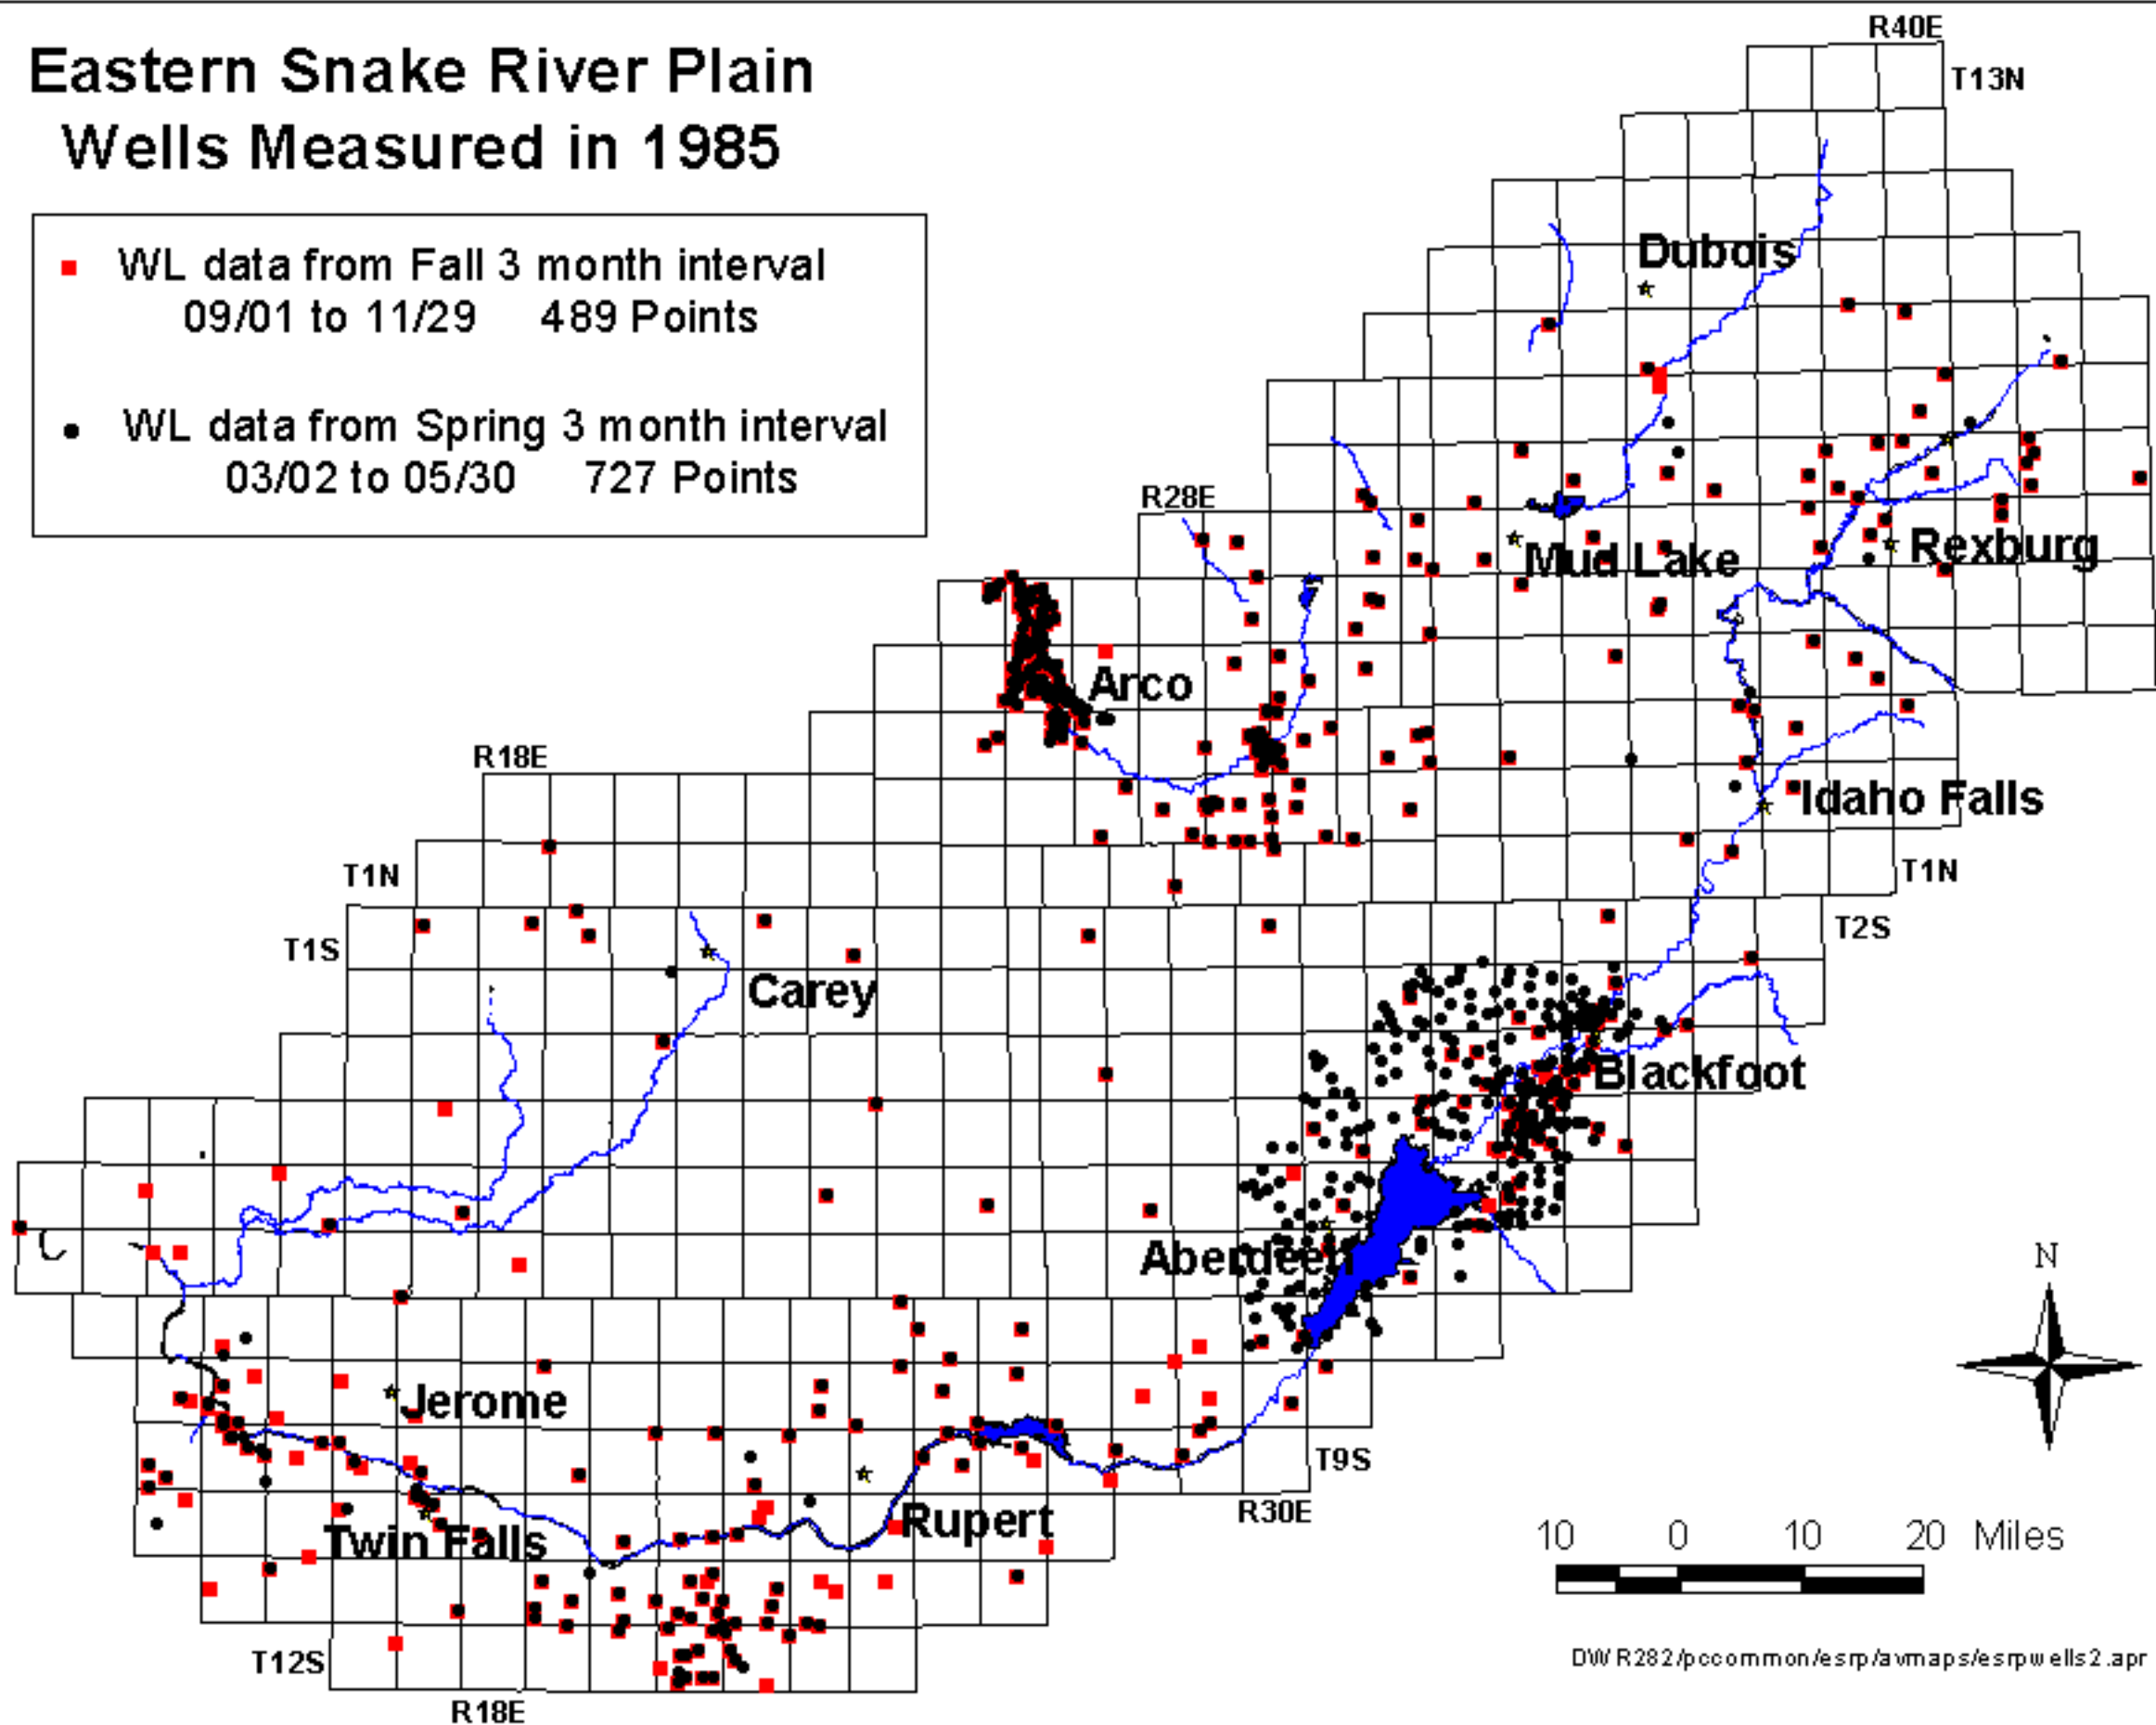 Eastern Snake River Plain
Wells Measured in 1985
WL data from Fall 3 month interval
09/01 to 11/29 489 Points
WL data from Spring 3 month interval
03/02 to 05/30 727 Points
R40E
T13N
Dubois
R28E
Mud Lake
Rexburg
Arco
R18E
Idaho Falls
T1N
T1N
T2S
T1S
Carey
Blackfoot
Aberdeen
N
Jerome
T9S
R30E
Rupert
Twin Falls
10 0 10 20 Miles
T12S
R18E
DWR282/pccommon/esrp/avmaps/esrpwells2.apr